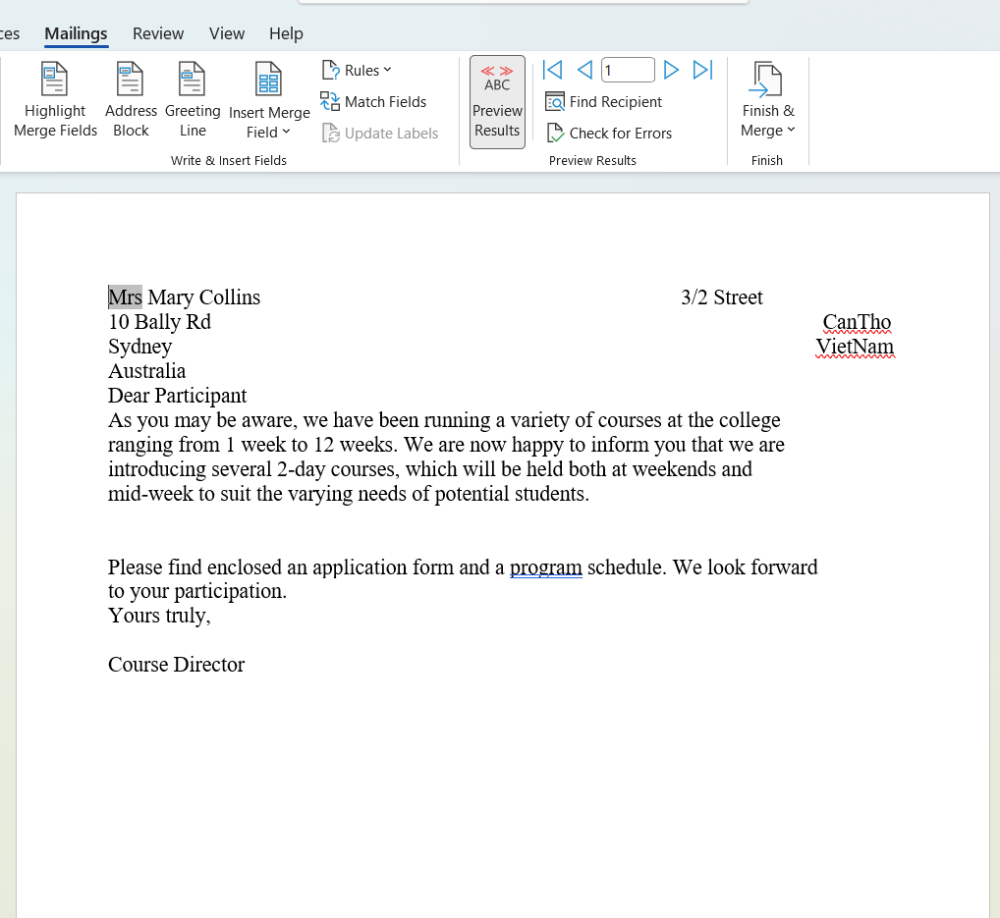 Mailings Review View Help
Highlight Merge Fields
Address Block
Greeting Line
Insert Merge Field
Rules
Match Fields
Update Labels
Write & Insert Fields
ABC
Preview Results
1
Find Recipient
Check for Errors
Preview Results
Finish & Merge
Finish
Mrs Mary Collins 3/2 Street
10 Bally Rd CanTho
Sydney VietNam
Australia
Dear Participant
As you may be aware, we have been running a variety of courses at the college
ranging from 1 week to 12 weeks. We are now happy to inform you that we are
introducing several 2-day courses, which will be held both at weekends and
mid-week to suit the varying needs of potential students.
Please find enclosed an application form and a program schedule. We look forward
to your participation.
Yours truly,
Course Director